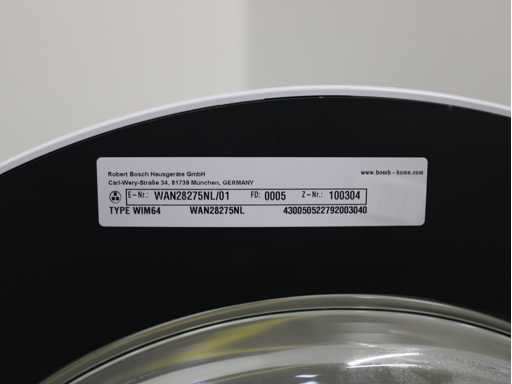 Robert Bosch Hausgeräte GmbH
www.bosch-home.com
Carl-Wery-Straße 34, 81739 München, GERMANY
E-Nr.: WAN28275NL/01 FD: 0005 Z-Nr.: 100304
TYPE WIM64 WAN28275NL 430050522792003040